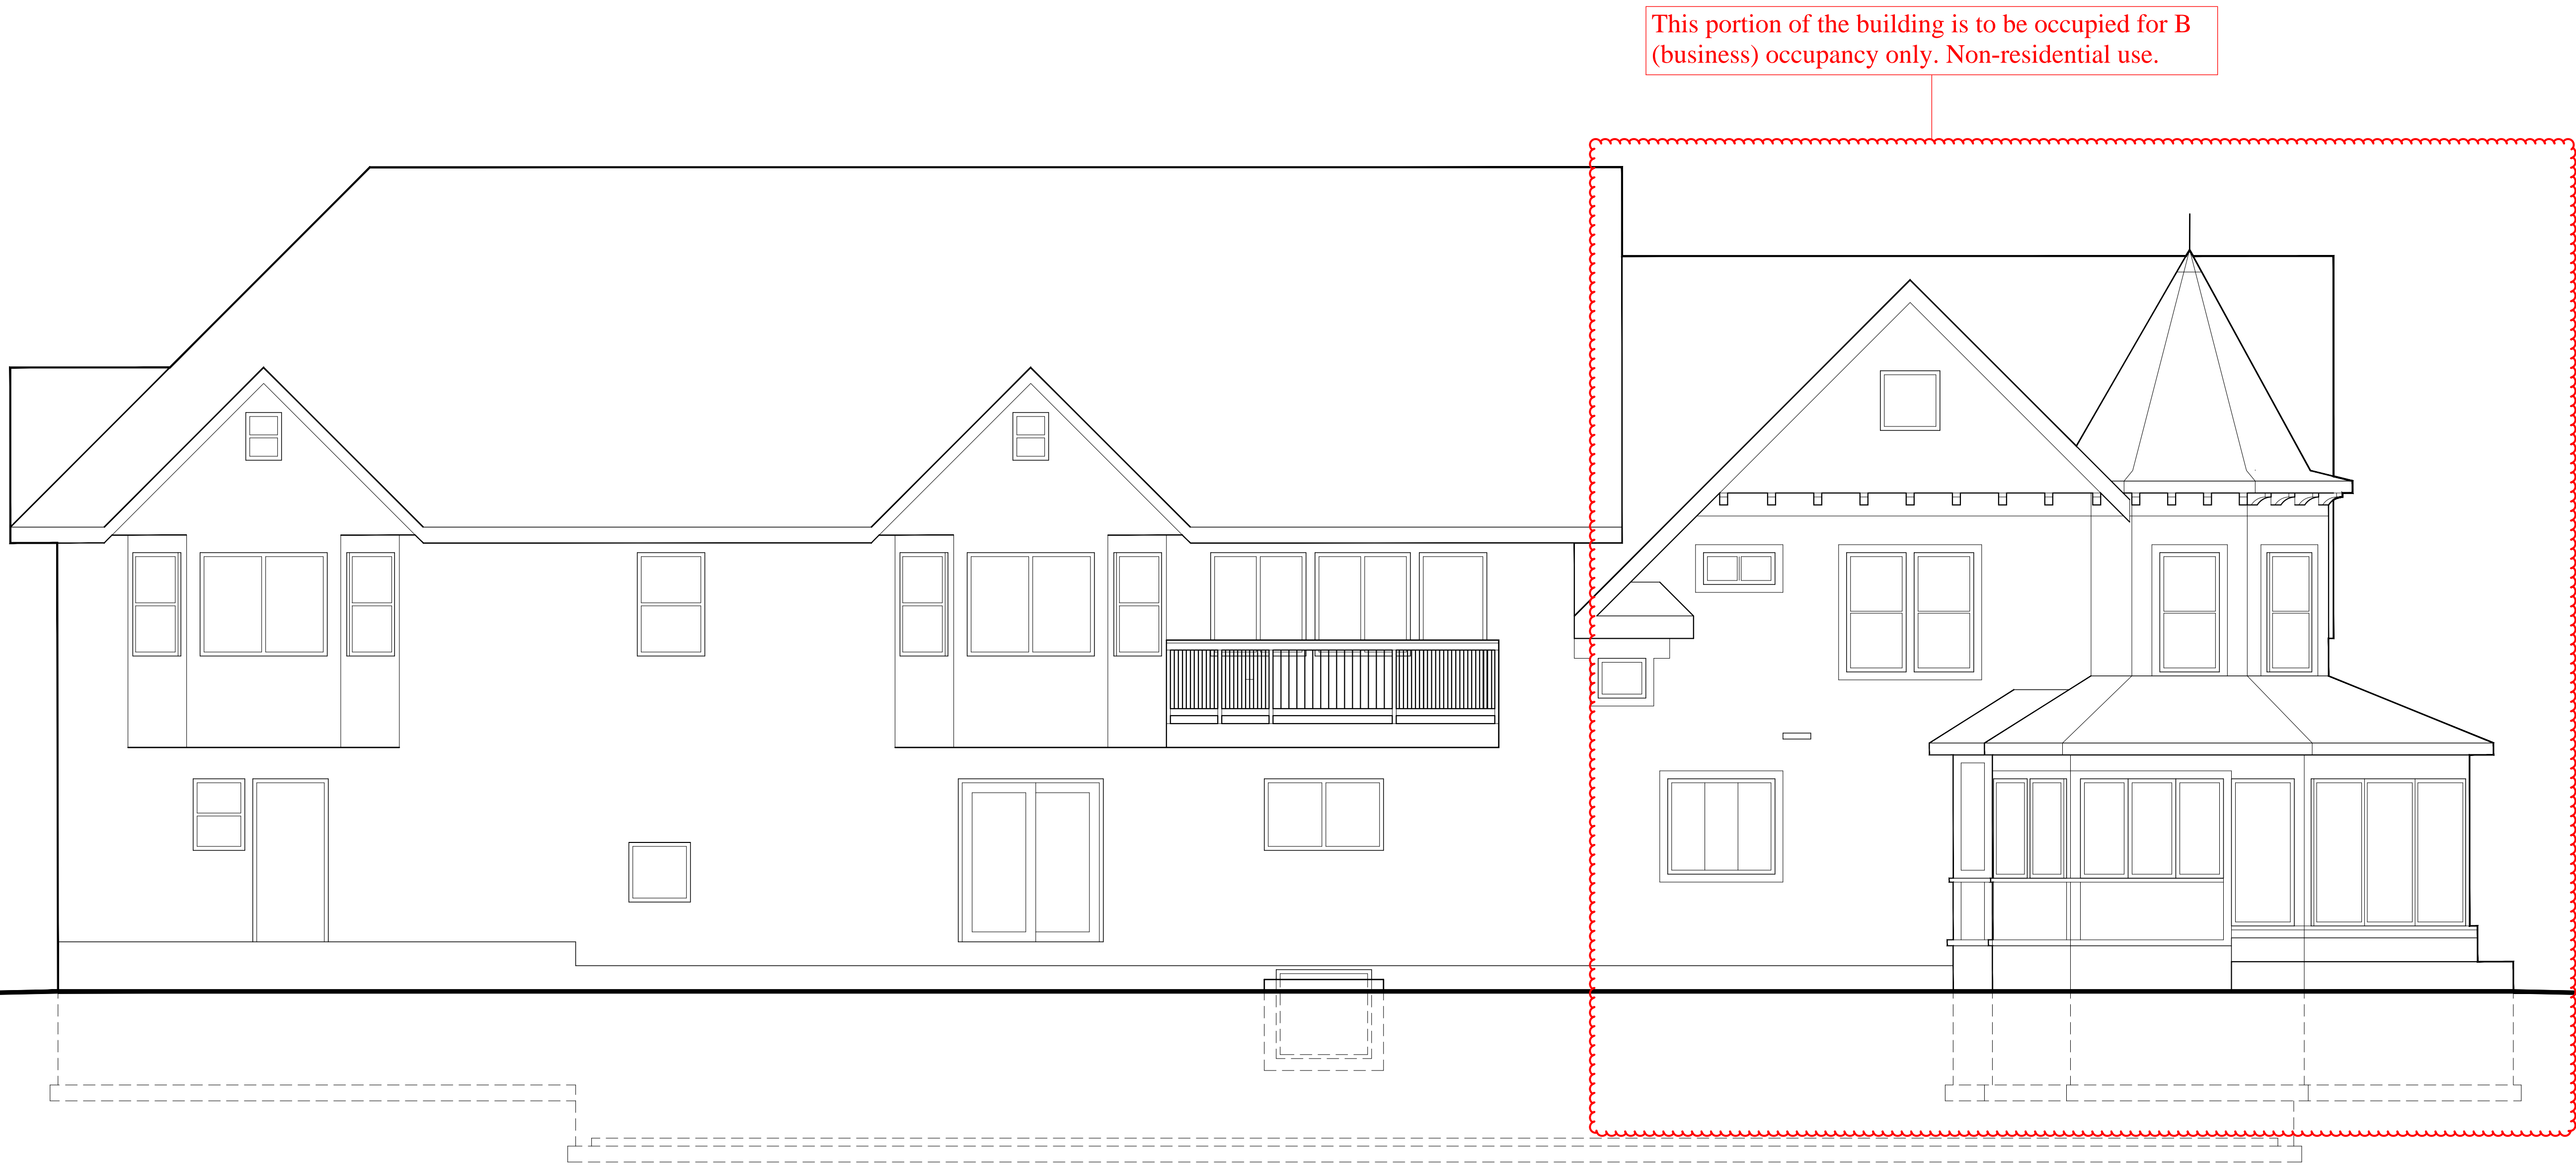 This portion of the building is to be occupied for B
(business) occupancy only. Non-residential use.